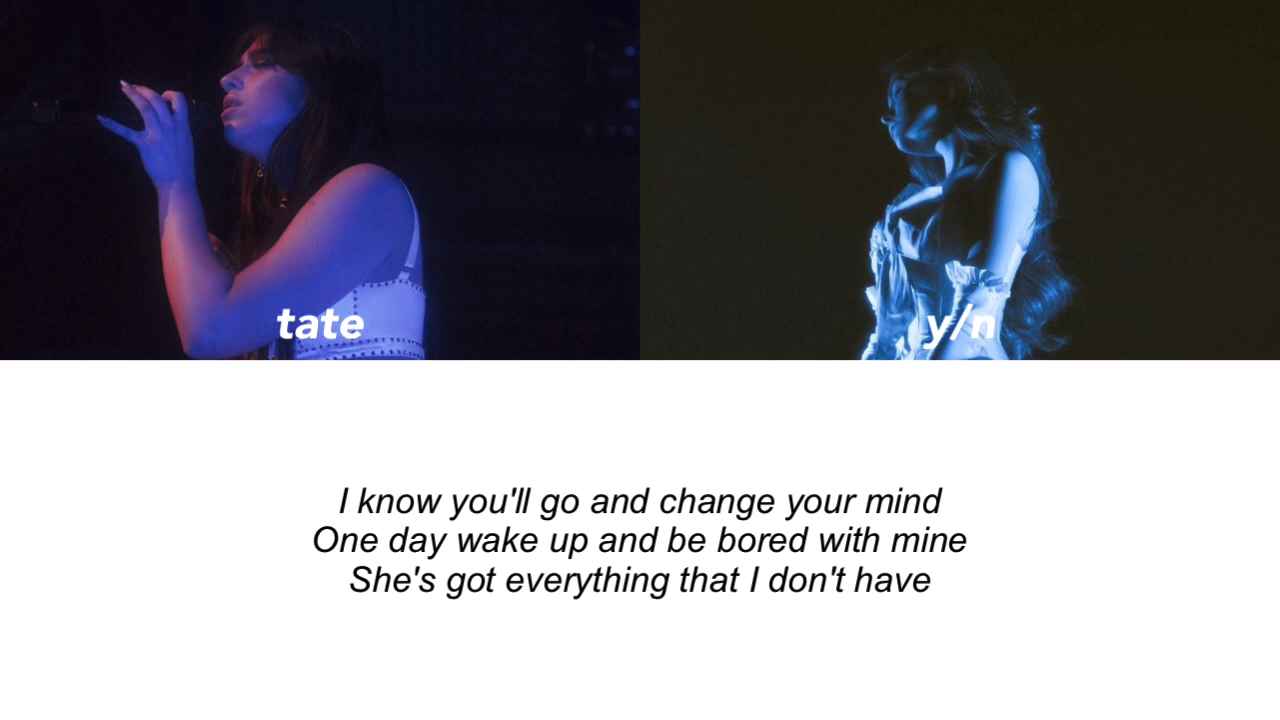 tate
y/n
I know you'll go and change your mind
One day wake up and be bored with mine
She's got everything that I don't have